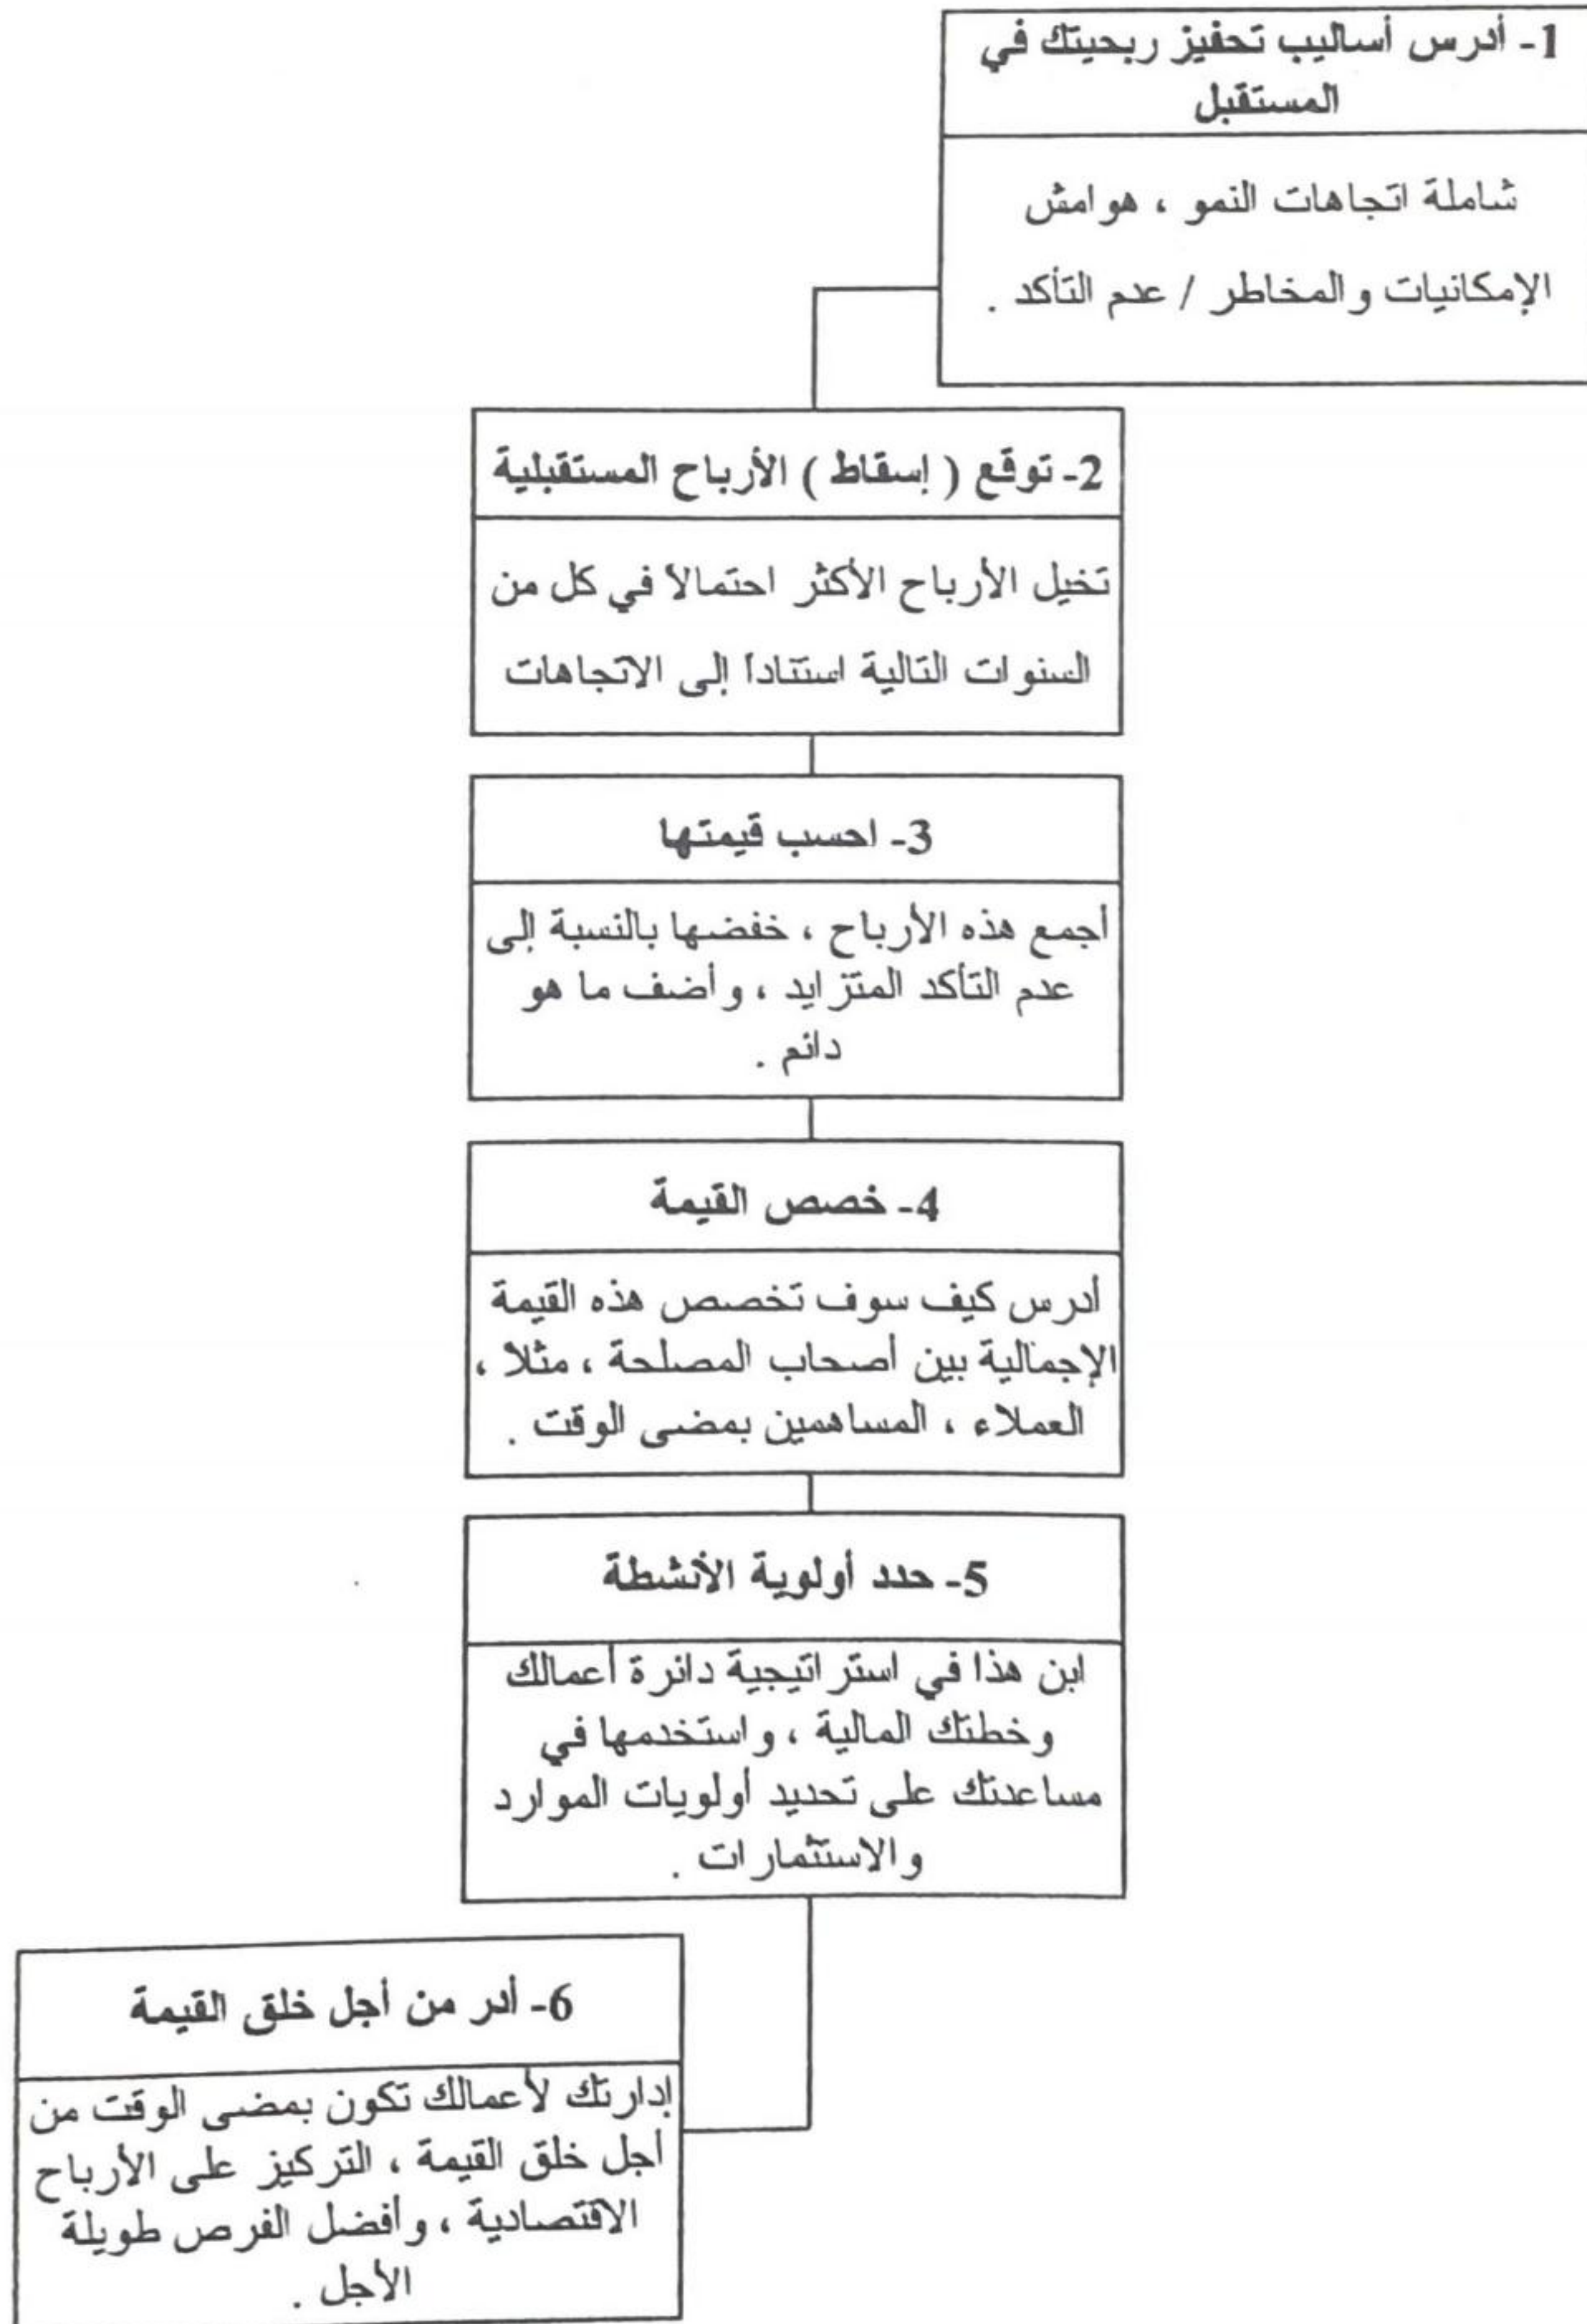 1- أدرس أساليب تحفيز ربحيتك في
المستقبل
شاملة اتجاهات النمو ، هوامش
الإمكانيات والمخاطر / عدم التأكد .
2- توقع ( إسقاط ) الأرباح المستقبلية
تخيل الأرباح الأكثر احتمالا في كل من
السنوات التالية استنادا إلى الاتجاهات
3- احسب قيمتها
أجمع هذه الأرباح ، خفضها بالنسبة إلى
عدم التأكد المتزايد ، وأضف ما هو
دائم .
4- خصص القيمة
أدرس كيف سوف تخصص هذه القيمة
الإجمالية بين أصحاب المصلحة ، مثلا ،
العملاء ، المساهمين بمضى الوقت .
5- حدد أولوية الأنشطة
ابن هذا في استراتيجية دائرة أعمالك
وخطتك المالية ، واستخدمها في
مساعدتك على تحديد أولويات الموارد
والاستثمارات .
6- أدر من أجل خلق القيمة
إدارتك لأعمالك تكون بمضى الوقت من
أجل خلق القيمة ، التركيز على الأرباح
الاقتصادية ، وأفضل الفرص طويلة
الأجل .